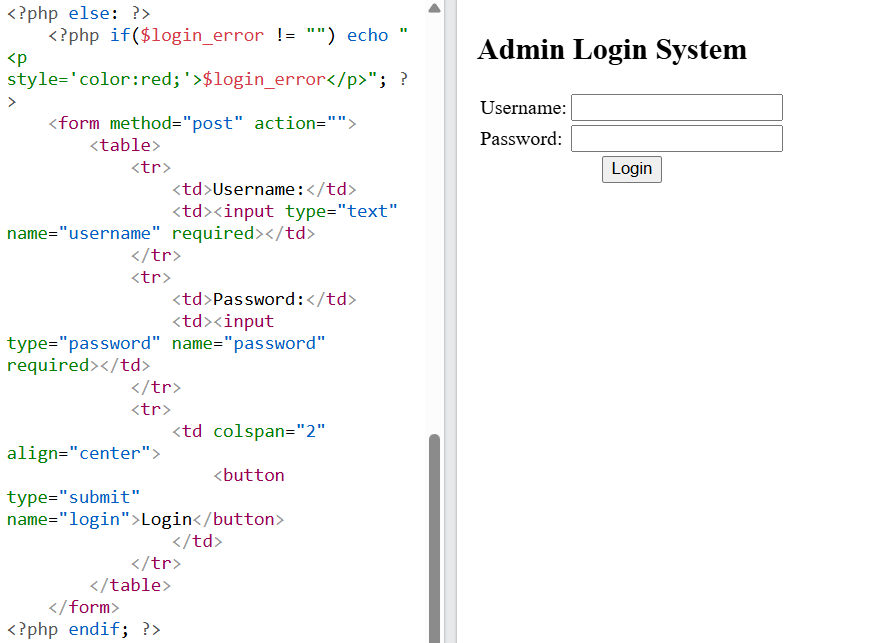 <?php else: ?>
    <?php if($login_error != "") echo "
<p
style='color:red;'>$login_error</p>"; ?
>
    <form method="post" action="">
        <table>
            <tr>
                <td>Username:</td>
                <td><input type="text"
name="username" required></td>
            </tr>
            <tr>
                <td>Password:</td>
                <td><input
type="password" name="password"
required></td>
            </tr>
            <tr>
                <td colspan="2"
align="center">
                    <button
type="submit"
name="login">Login</button>
                </td>
            </tr>
        </table>
    </form>
<?php endif; ?>
Admin Login System
Username:
Password:
Login